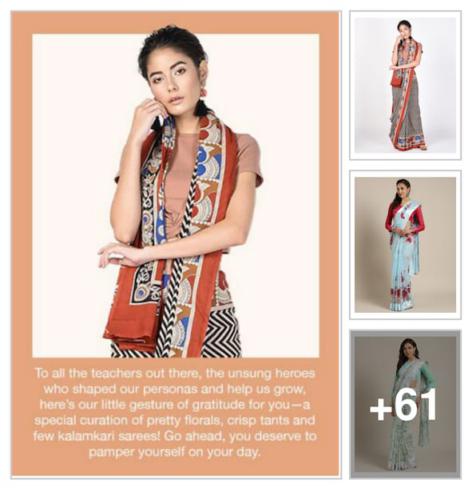 To all the teachers out there, the unsung heroes
who shaped our personas and help us grow,
here's our little gesture of gratitude for you—a
special curation of pretty florals, crisp tants and
few kalamkari sarees! Go ahead, you deserve to
pamper yourself on your day.
+61